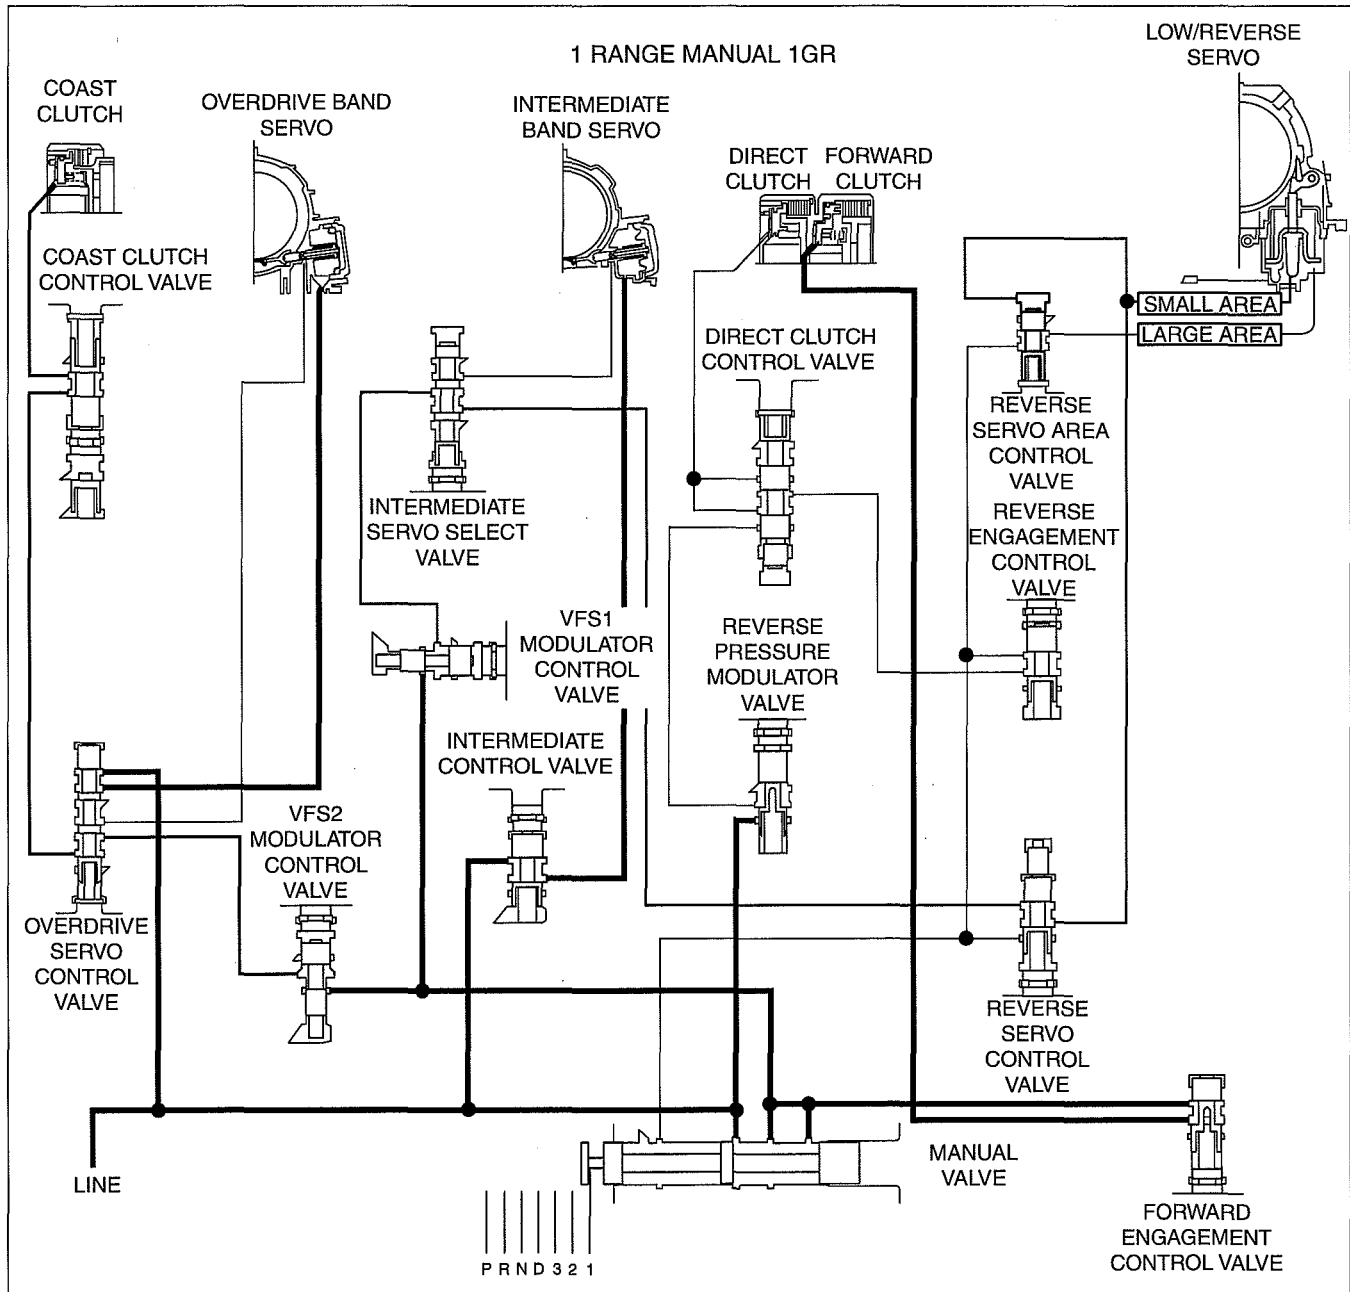 1 RANGE MANUAL 1GR
LOW/REVERSE
SERVO
COAST
CLUTCH
OVERDRIVE BAND
SERVO
INTERMEDIATE
BAND SERVO
DIRECT
CLUTCH
FORWARD
CLUTCH
COAST CLUTCH
CONTROL VALVE
SMALL AREA
LARGE AREA
DIRECT CLUTCH
CONTROL VALVE
REVERSE
SERVO AREA
CONTROL
VALVE
INTERMEDIATE
SERVO SELECT
VALVE
REVERSE
ENGAGEMENT
CONTROL
VALVE
VFS1
MODULATOR
CONTROL
VALVE
REVERSE
PRESSURE
MODULATOR
VALVE
INTERMEDIATE
CONTROL VALVE
VFS2
MODULATOR
CONTROL
VALVE
OVERDRIVE
SERVO
CONTROL
VALVE
REVERSE
SERVO
CONTROL
VALVE
LINE
MANUAL
VALVE
FORWARD
ENGAGEMENT
CONTROL VALVE
P R N D 3 2 1